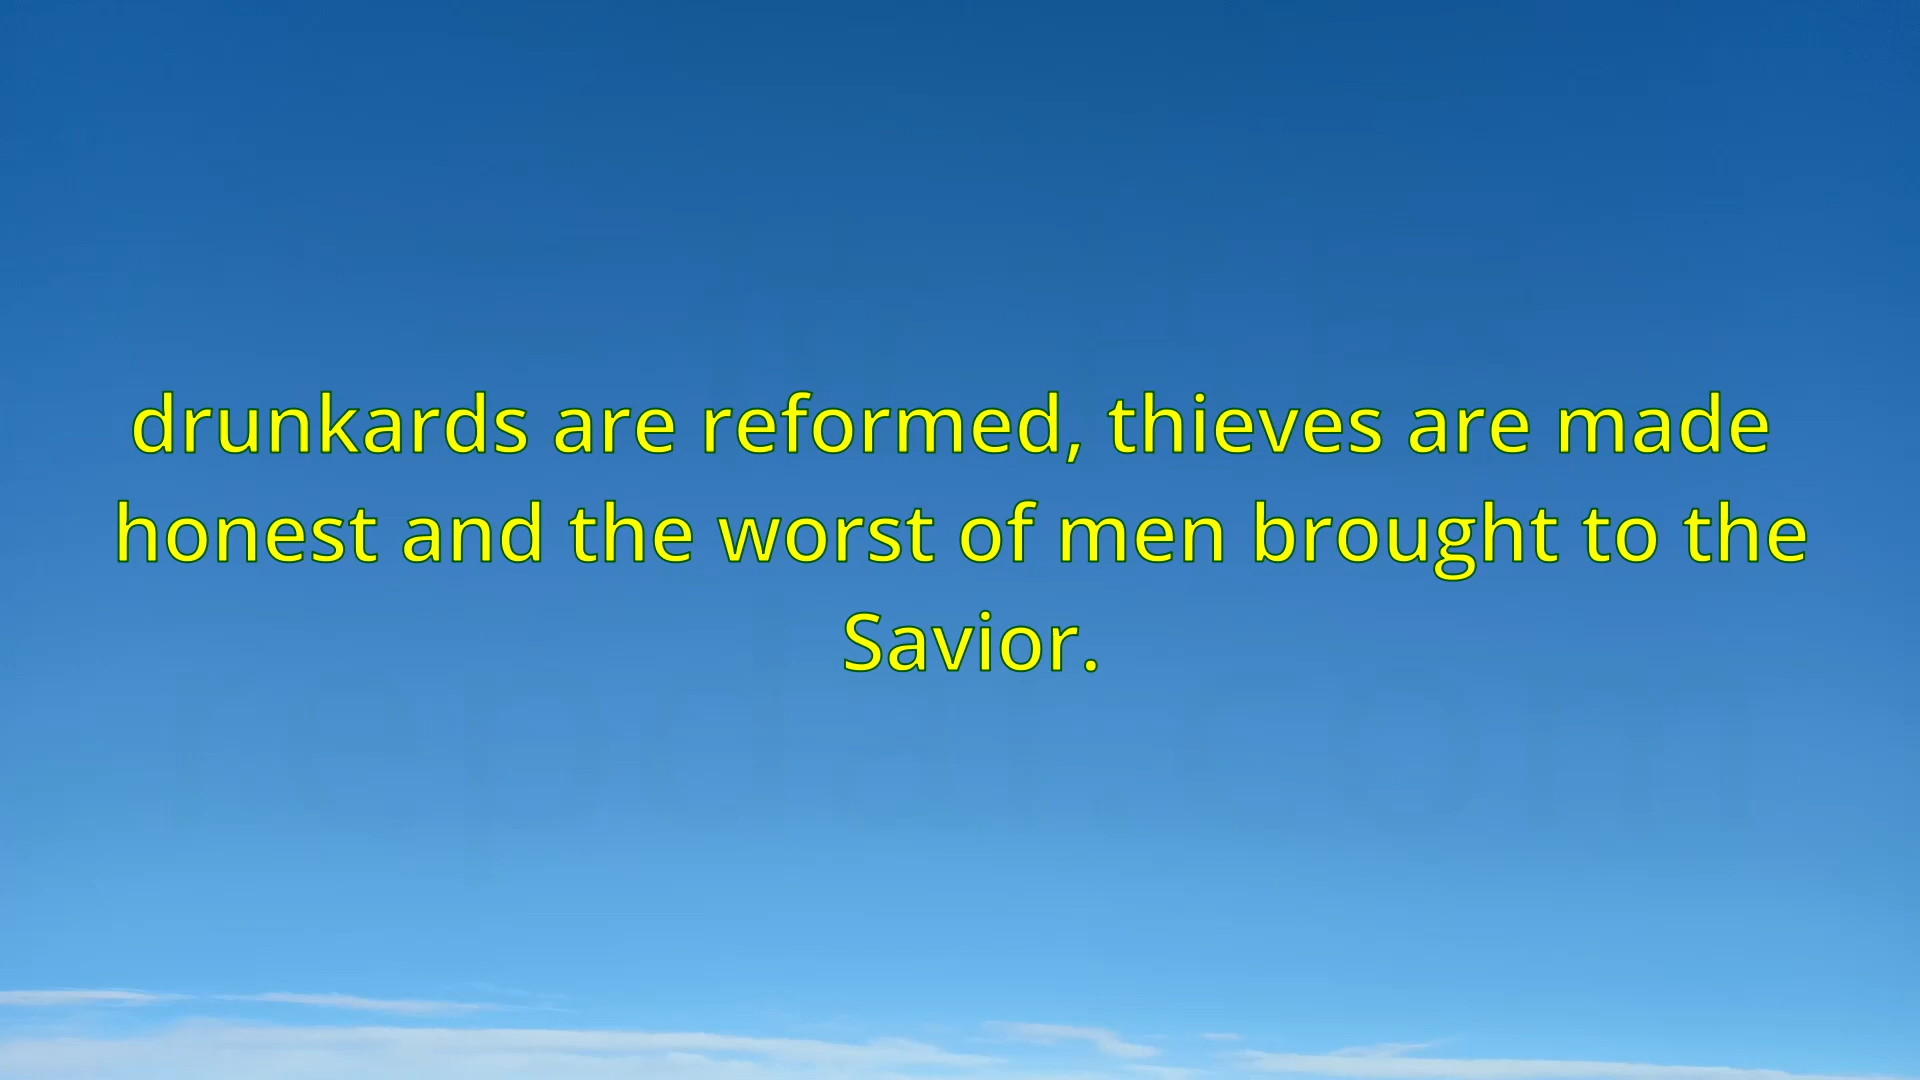 drunkards are reformed, thieves are made
honest and the worst of men brought to the
Savior.